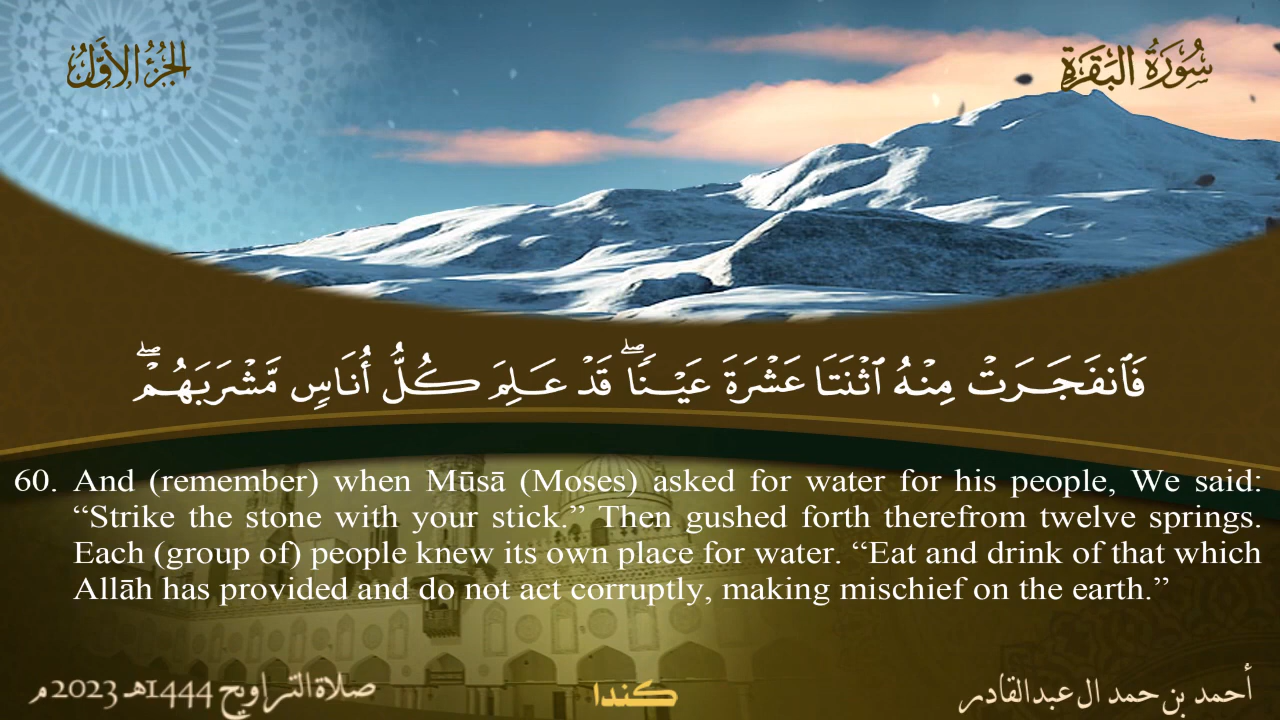 سُورَةُ البَقَرَةِ
الجُزْءُ الأَوَّلُ
فَٱنفَجَرَتْ مِنْهُ ٱثْنَتَا عَشْرَةَ عَيْنًاۖ قَدْ عَلِمَ كُلُّ أُنَاسٍ مَّشْرَبَهُمْۖ
60. And (remember) when Mūsā (Moses) asked for water for his people, We said:
“Strike the stone with your stick.” Then gushed forth therefrom twelve springs.
Each (group of) people knew its own place for water. “Eat and drink of that which
Allāh has provided and do not act corruptly, making mischief on the earth.”
أحمد بن حمد ال عبدالقادر
كندا
صلاة التراويح 1444هـ 2023م